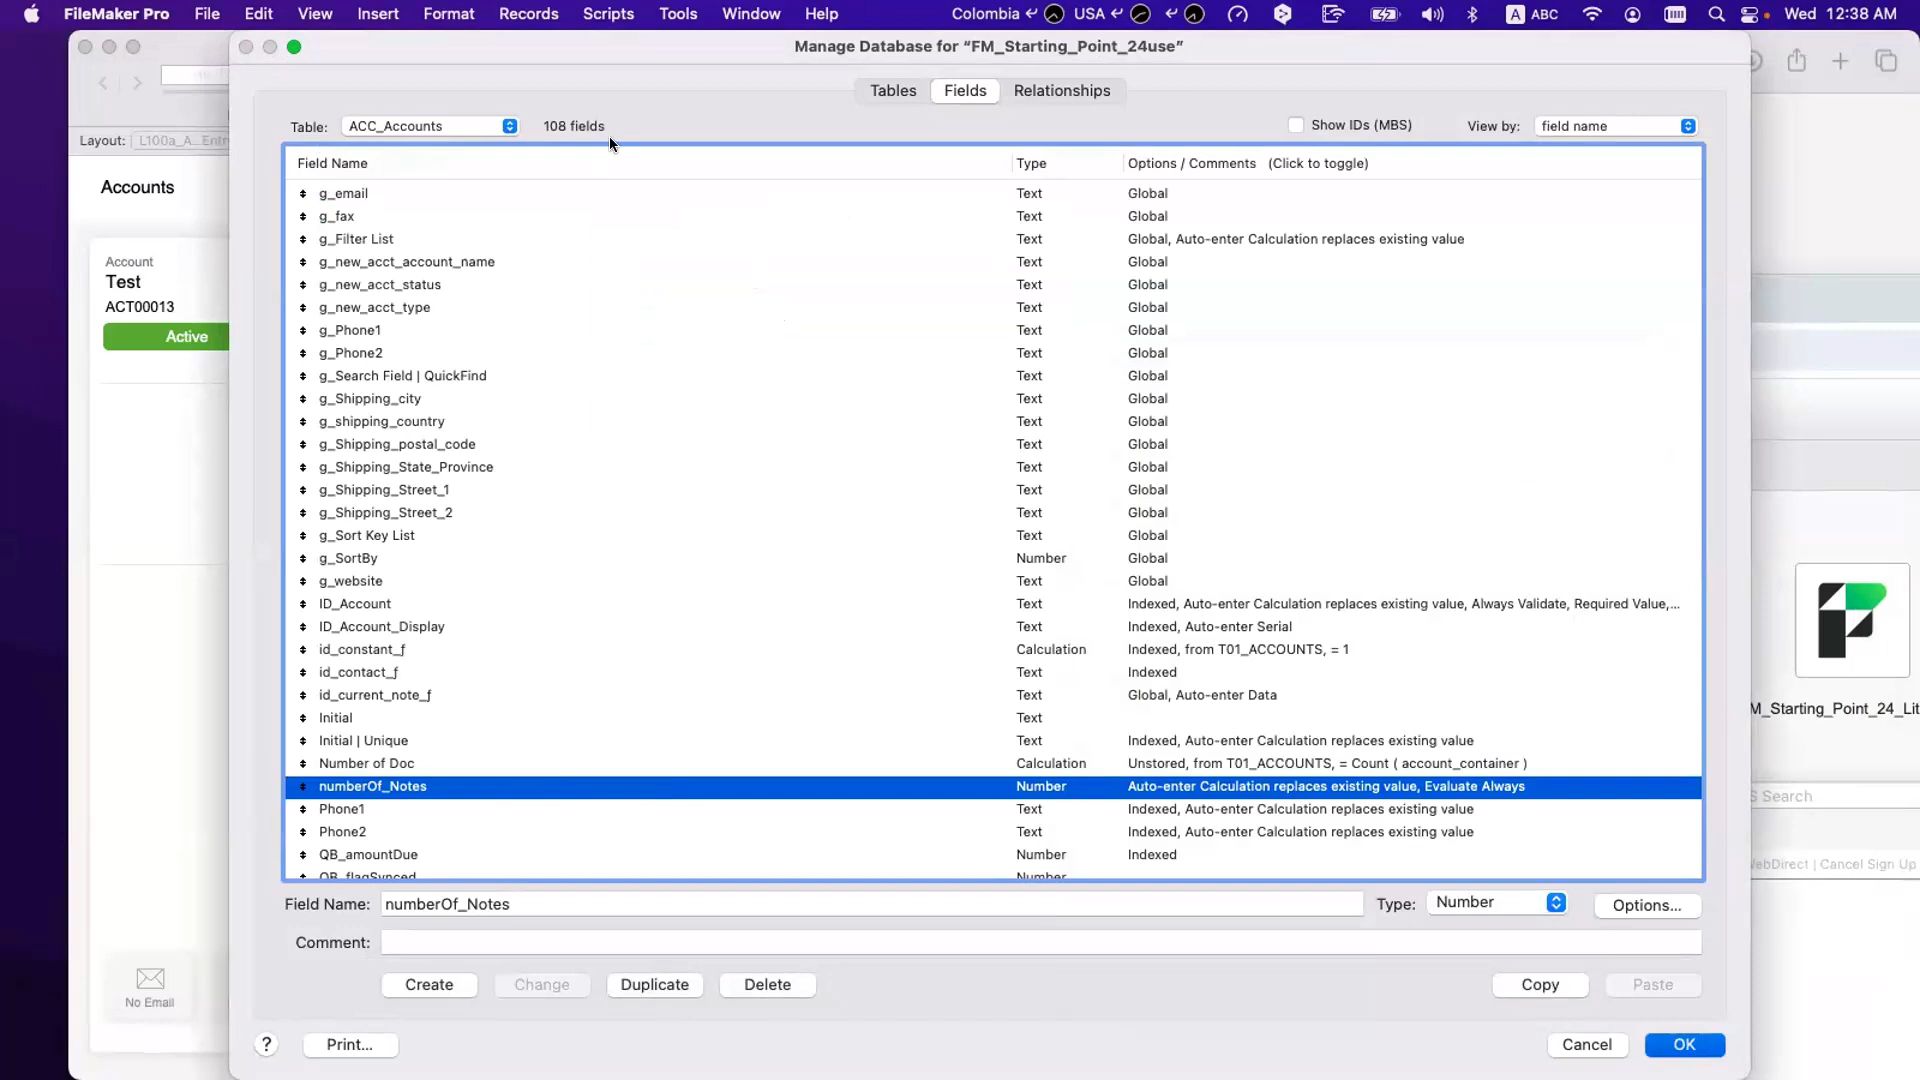 FileMaker Pro File Edit View Insert Format Records Scripts Tools Window Help Colombia USA A ABC Wed 12:38 AM
Manage Database for “FM_Starting_Point_24use”
Tables Fields Relationships
Table: ACC_Accounts 108 fields Show IDs (MBS) View by: field name
Layout:
Field Name Type Options / Comments (Click to toggle)
Accounts
g_email Text Global
g_fax Text Global
g_Filter List Text Global, Auto-enter Calculation replaces existing value
Account
g_new_acct_account_name Text Global
Test
g_new_acct_status Text Global
ACT00013
g_new_acct_type Text Global
Active
g_Phone1 Text Global
g_Phone2 Text Global
g_Search Field | QuickFind Text Global
g_Shipping_city Text Global
g_shipping_country Text Global
g_Shipping_postal_code Text Global
g_Shipping_State_Province Text Global
g_Shipping_Street_1 Text Global
g_Shipping_Street_2 Text Global
g_Sort Key List Text Global
g_SortBy Number Global
g_website Text Global
ID_Account Text Indexed, Auto-enter Calculation replaces existing value, Always Validate, Required Value,...
ID_Account_Display Text Indexed, Auto-enter Serial
id_constant_ƒ Calculation Indexed, from T01_ACCOUNTS, = 1
id_contact_ƒ Text Indexed
id_current_note_ƒ Text Global, Auto-enter Data
M_Starting_Point_24_Lit
Initial Text
Initial | Unique Text Indexed, Auto-enter Calculation replaces existing value
Number of Doc Calculation Unstored, from T01_ACCOUNTS, = Count ( account_container )
numberOf_Notes Number Auto-enter Calculation replaces existing value, Evaluate Always
S Search
Phone1 Text Indexed, Auto-enter Calculation replaces existing value
Phone2 Text Indexed, Auto-enter Calculation replaces existing value
QB_amountDue Number Indexed
WebDirect | Cancel Sign Up
QB_flagSynced Number
Field Name: numberOf_Notes Type: Number Options...
Comment:
Create Change Duplicate Delete Copy Paste
No Email
? Print... Cancel OK